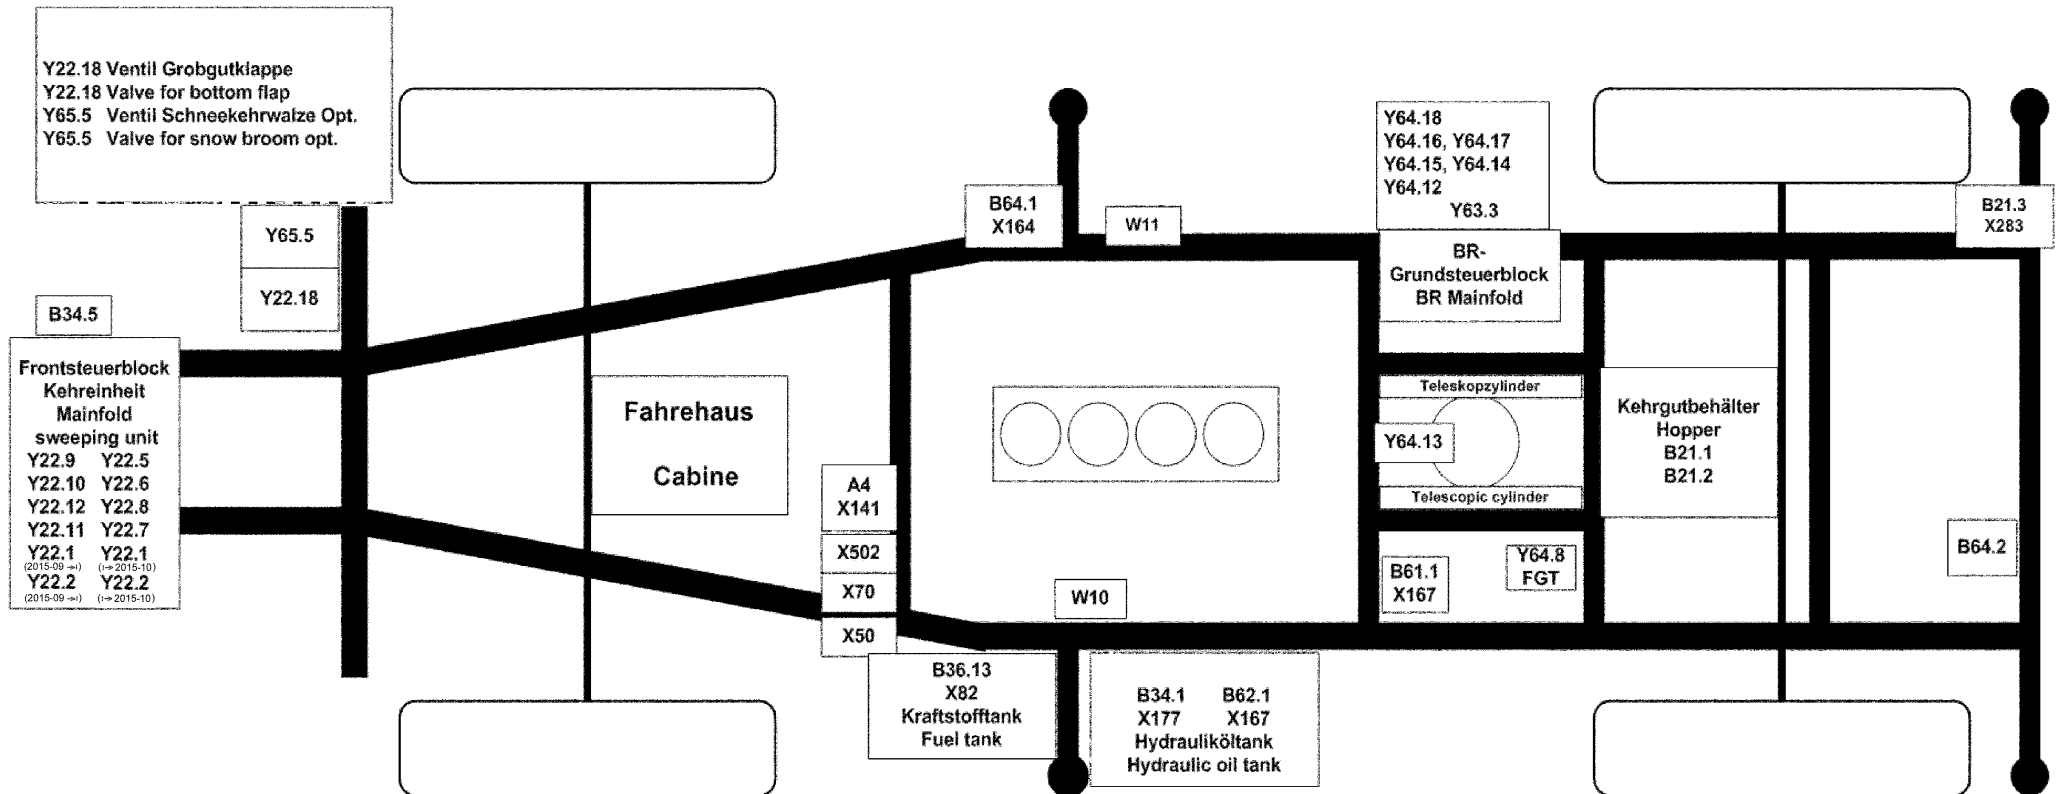 Y22.18 Ventil Grobgutklappe
Y22.18 Valve for bottom flap
Y65.5 Ventil Schneekehrwalze Opt.
Y65.5 Valve for snow broom opt.
Y65.5
Y22.18
B34.5
Frontsteuerblock
Kehreinheit
Mainfold
sweeping unit
Y22.9 Y22.5
Y22.10 Y22.6
Y22.12 Y22.8
Y22.11 Y22.7
Y22.1 Y22.1
(2015-09 ⇥) (↦ 2015-10)
Y22.2 Y22.2
(2015-09 ⇥) (↦ 2015-10)
Fahrehaus
Cabine
A4
X141
X502
X70
X50
B64.1
X164
W11
W10
B36.13
X82
Kraftstofftank
Fuel tank
B34.1 B62.1
X177 X167
Hydrauliköltank
Hydraulic oil tank
Y64.18
Y64.16, Y64.17
Y64.15, Y64.14
Y64.12
Y63.3
BR-
Grundsteuerblock
BR Mainfold
Teleskopzylinder
Y64.13
Telescopic cylinder
B61.1
X167
Y64.8
FGT
Kehrgutbehälter
Hopper
B21.1
B21.2
B21.3
X283
B64.2